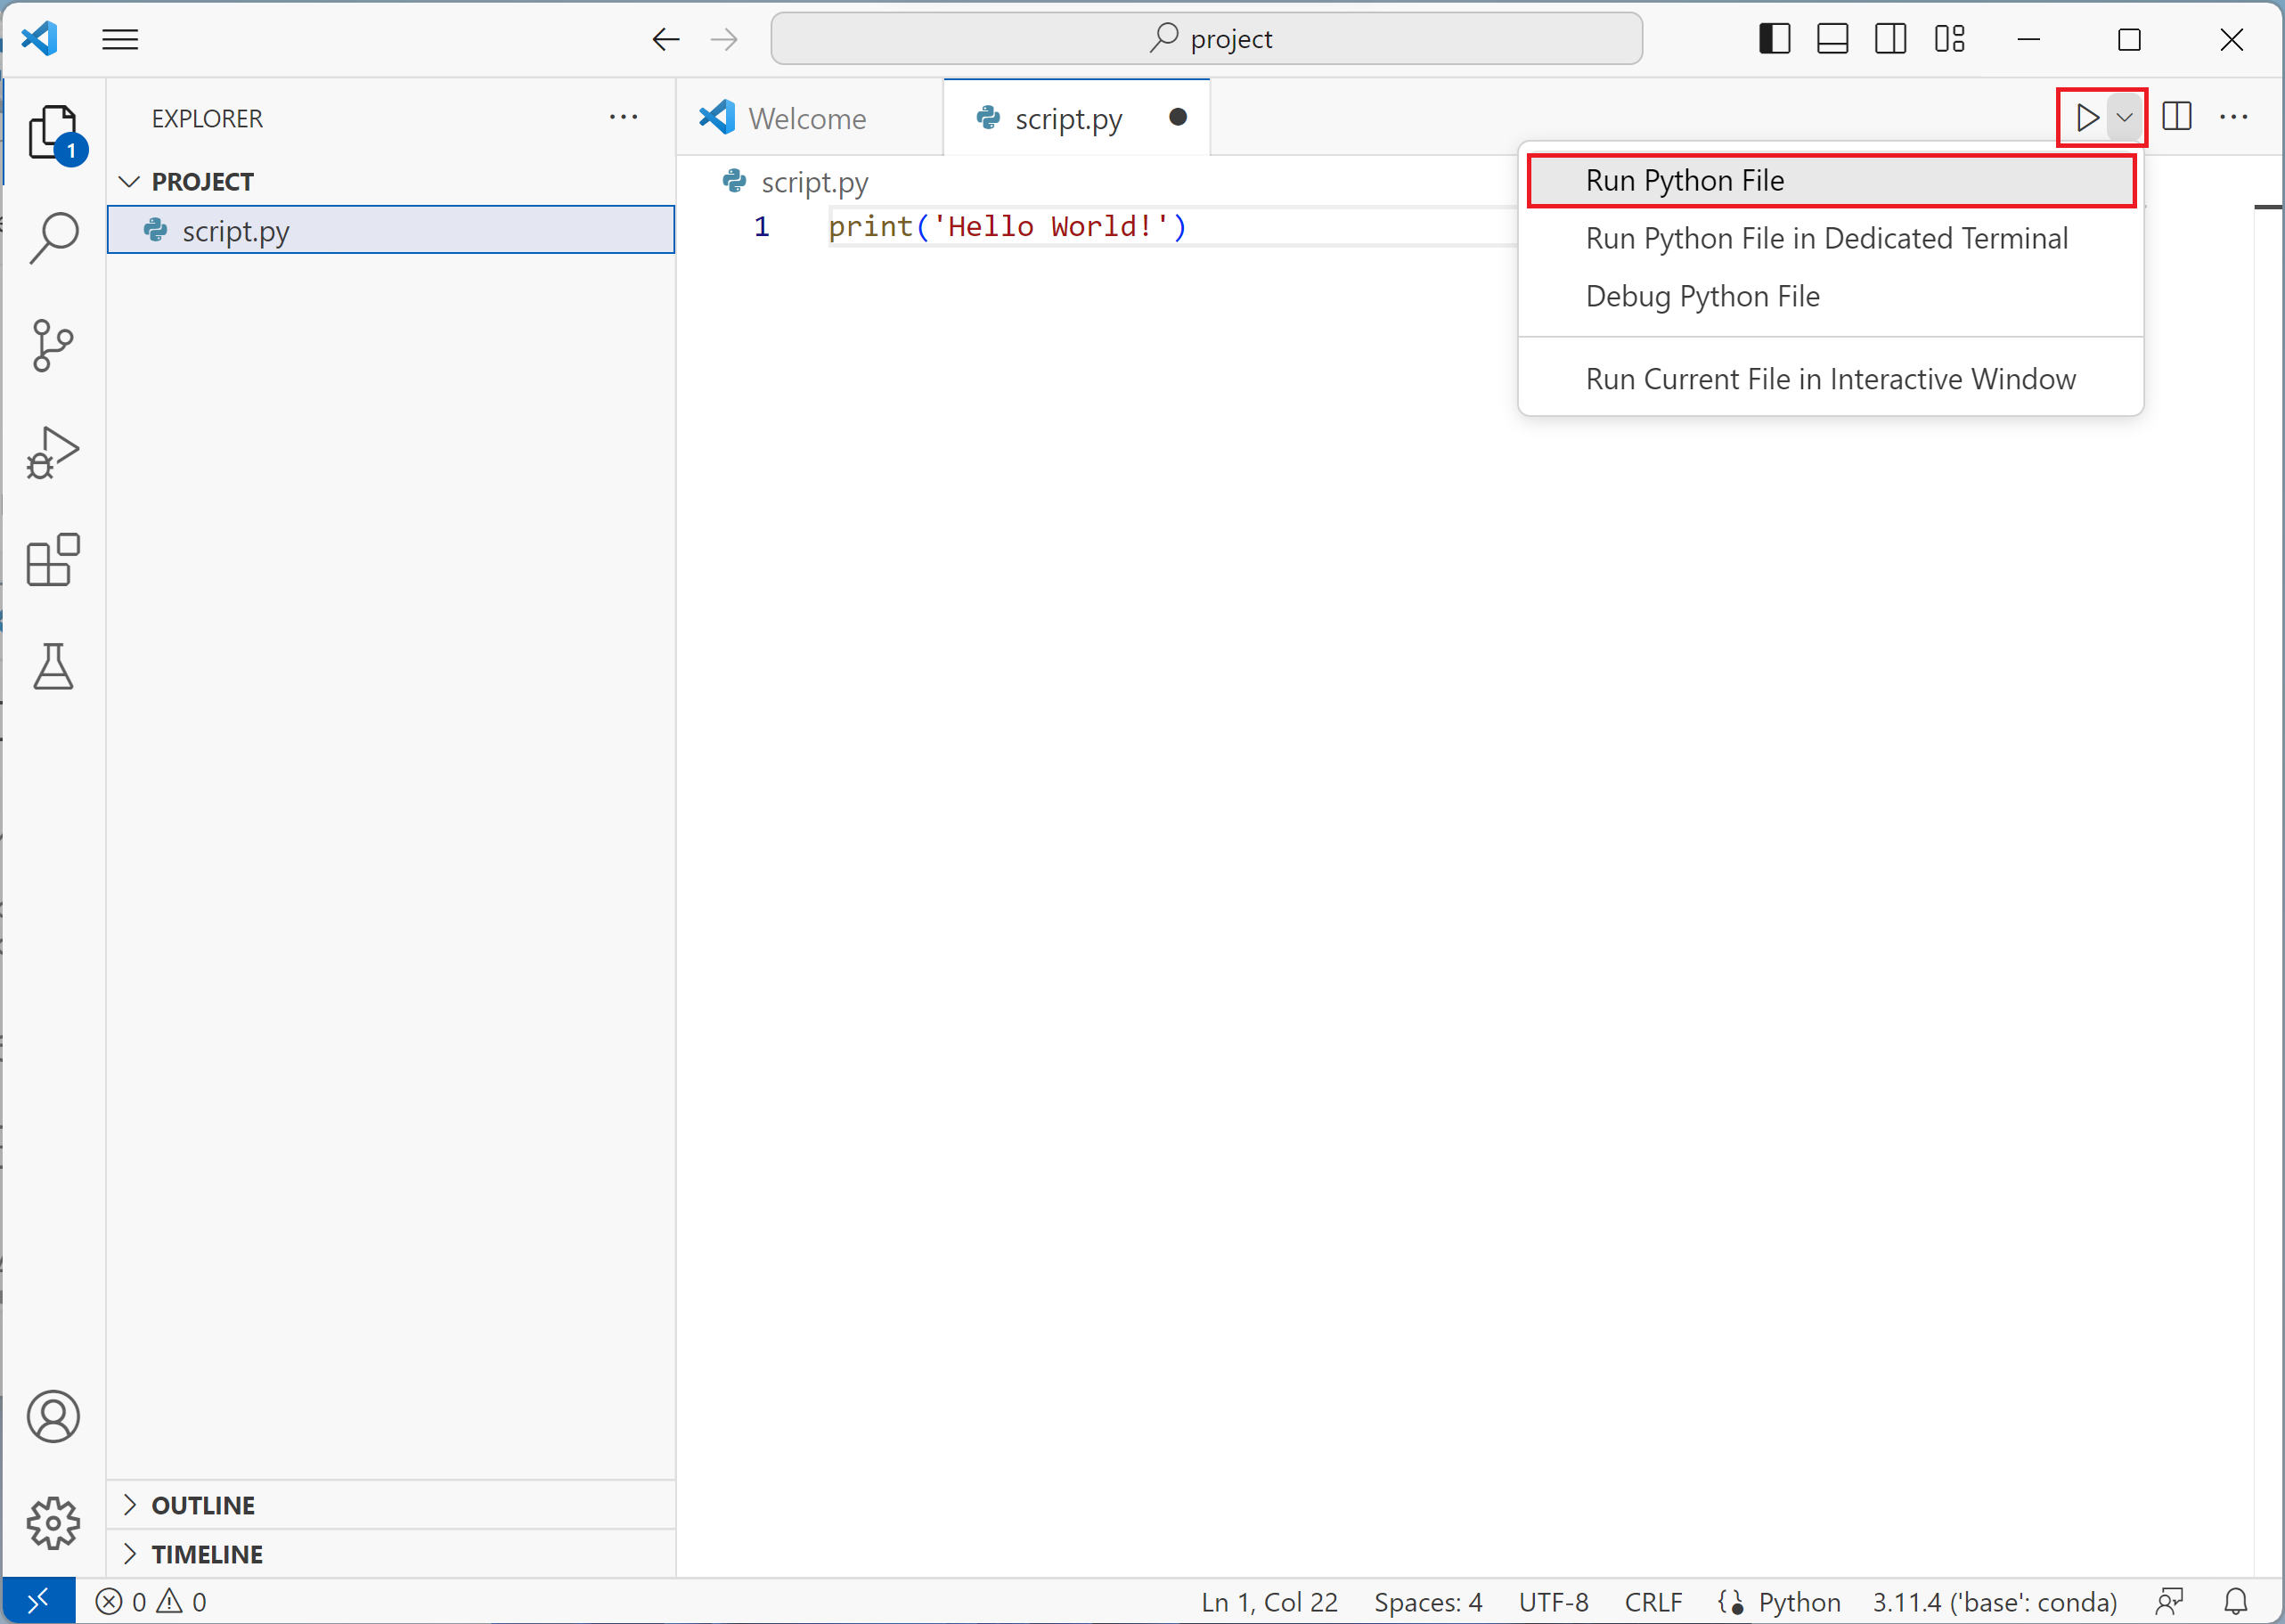 project
EXPLORER
Welcome
script.py
1
PROJECT
script.py
script.py
1 print('Hello World!')
Run Python File
Run Python File in Dedicated Terminal
Debug Python File
Run Current File in Interactive Window
OUTLINE
TIMELINE
0 0
Ln 1, Col 22
Spaces: 4
UTF-8
CRLF
Python
3.11.4 ('base': conda)